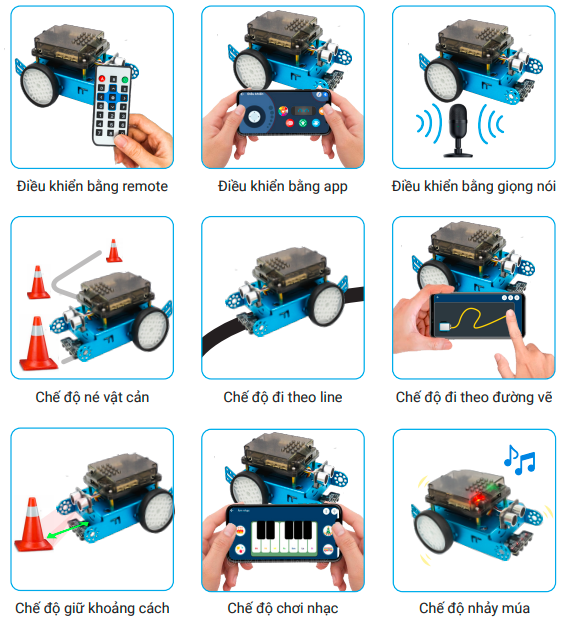 Điều khiển bằng remote
Điều khiển bằng app
Điều khiển bằng giọng nói
Chế độ né vật cản
Chế độ đi theo line
Chế độ đi theo đường vẽ
Chế độ giữ khoảng cách
Chế độ chơi nhạc
Chế độ nhảy múa